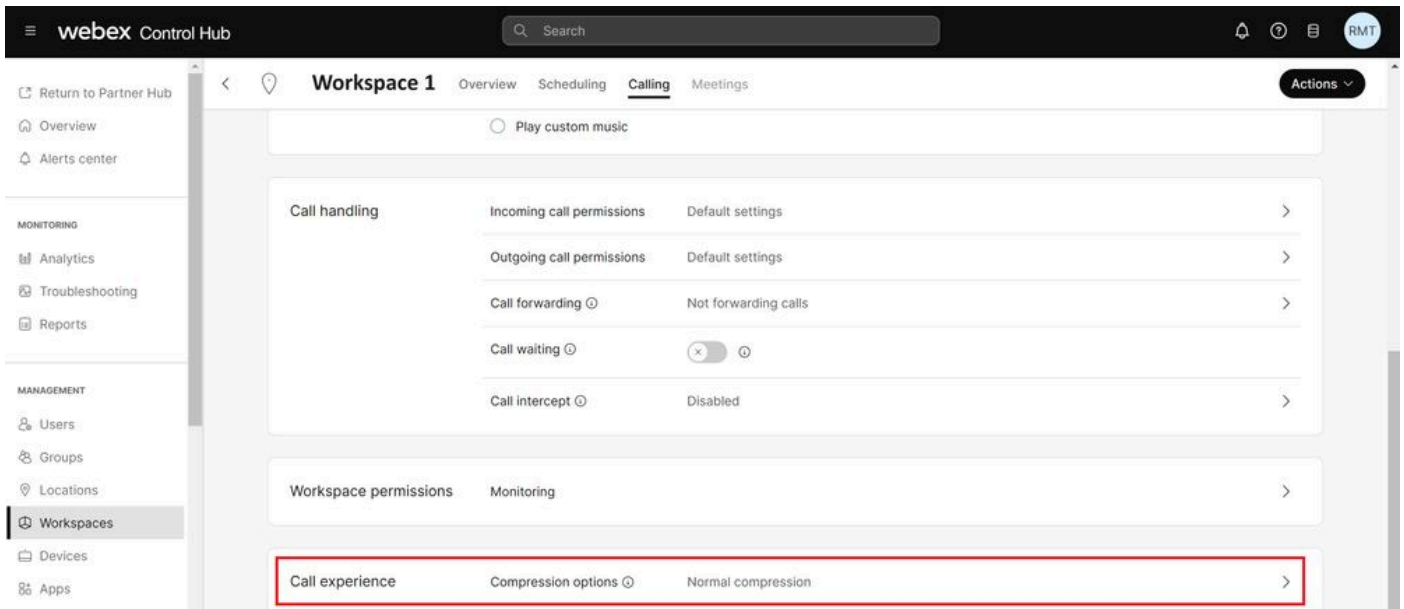 webex Control Hub
Search
RMT
Return to Partner Hub
Overview
Alerts center
MONITORING
Analytics
Troubleshooting
Reports
MANAGEMENT
Users
Groups
Locations
Workspaces
Devices
Apps
Workspace 1 Overview Scheduling Calling Meetings
Actions
Play custom music
Call handling
Incoming call permissions Default settings
Outgoing call permissions Default settings
Call forwarding Not forwarding calls
Call waiting
Call intercept Disabled
Workspace permissions Monitoring
Call experience Compression options Normal compression